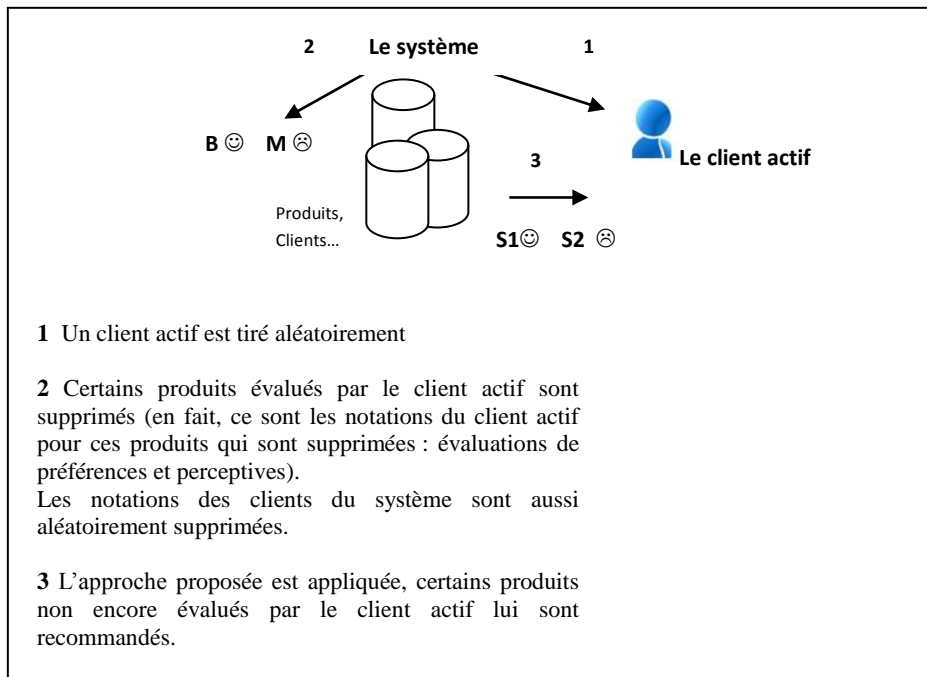 2 Le système 1
B ☺ M ☹
Le client actif
3
Produits,
Clients…
S1☺ S2 ☹
1 Un client actif est tiré aléatoirement
2 Certains produits évalués par le client actif sont
supprimés (en fait, ce sont les notations du client actif
pour ces produits qui sont supprimées : évaluations de
préférences et perceptives).
Les notations des clients du système sont aussi
aléatoirement supprimées.
3 L’approche proposée est appliquée, certains produits
non encore évalués par le client actif lui sont
recommandés.